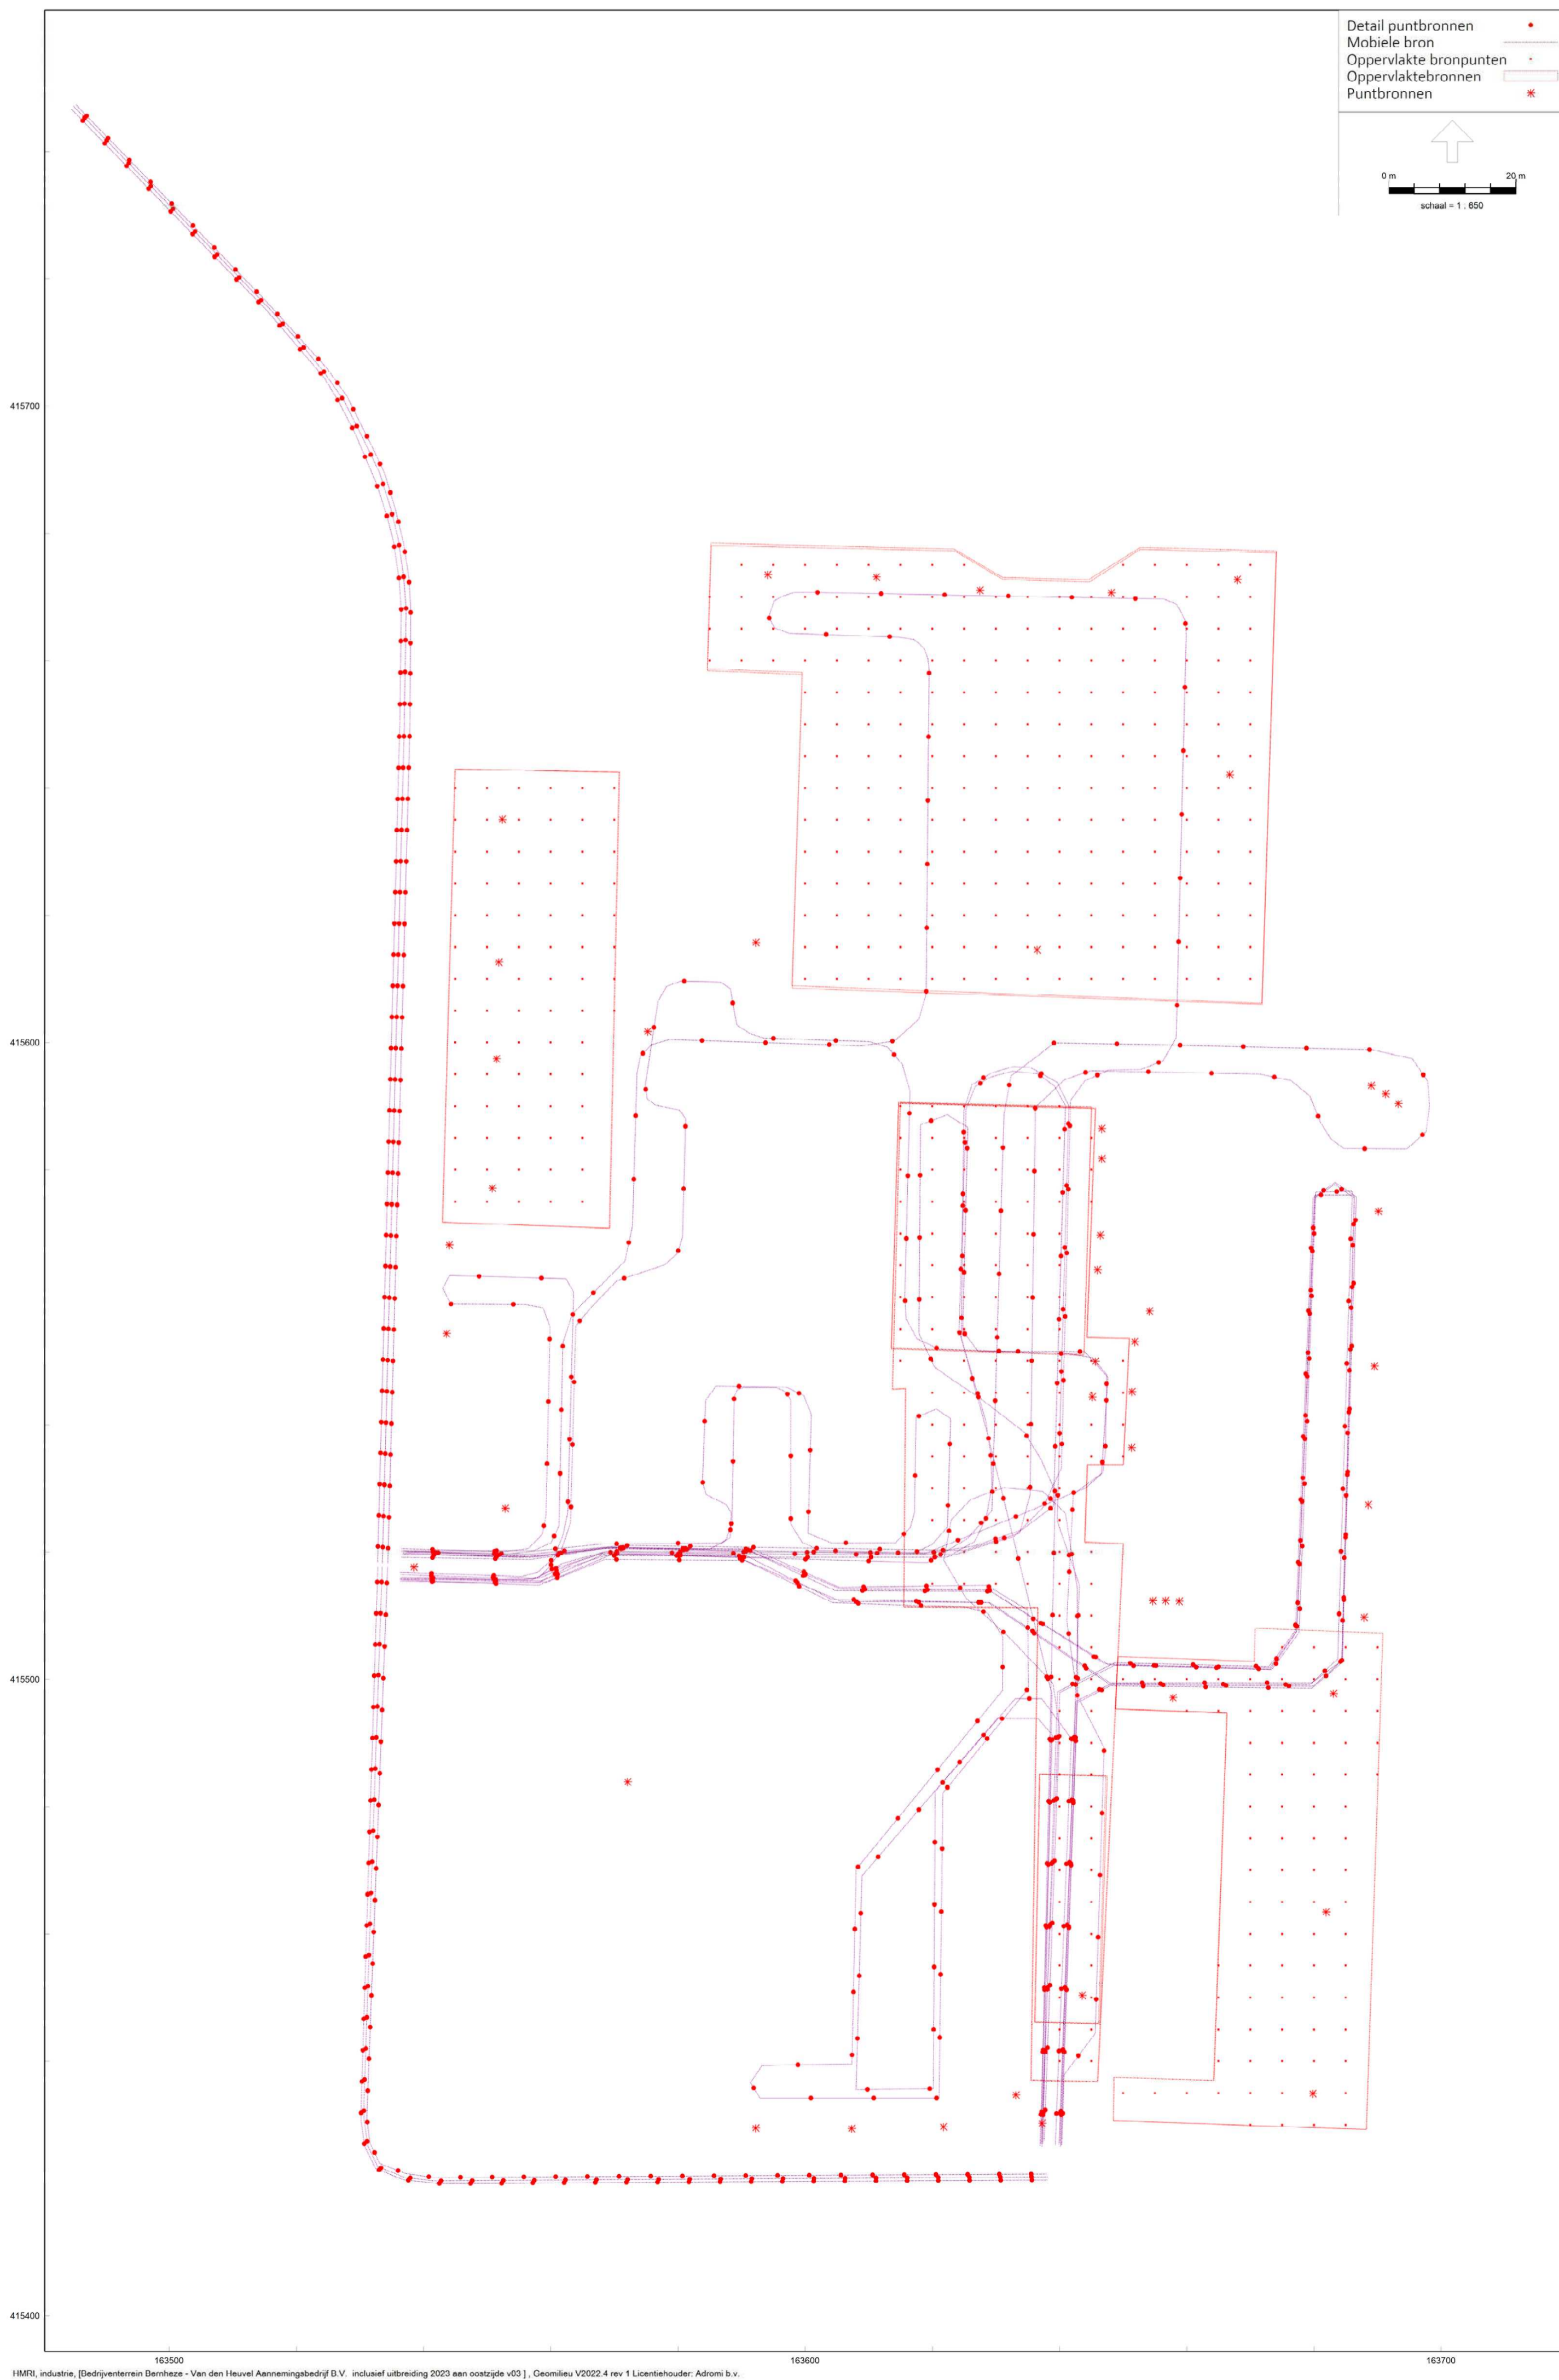 Detail puntbronnen
Mobiele bron
Oppervlakte bronpunten
Oppervlaktebronnen
Puntbronnen
0 m 20 m
schaal = 1 : 650
415700
415600
415500
415400
163500 163600 163700
HMRI, industrie, [Bedrijventerrein Bernheze - Van den Heuvel Aannemingsbedrijf B.V. inclusief uitbreiding 2023 aan oostzijde v03 ] , Geomilieu V2022.4 rev 1 Licentiehouder: Adromi b.v.